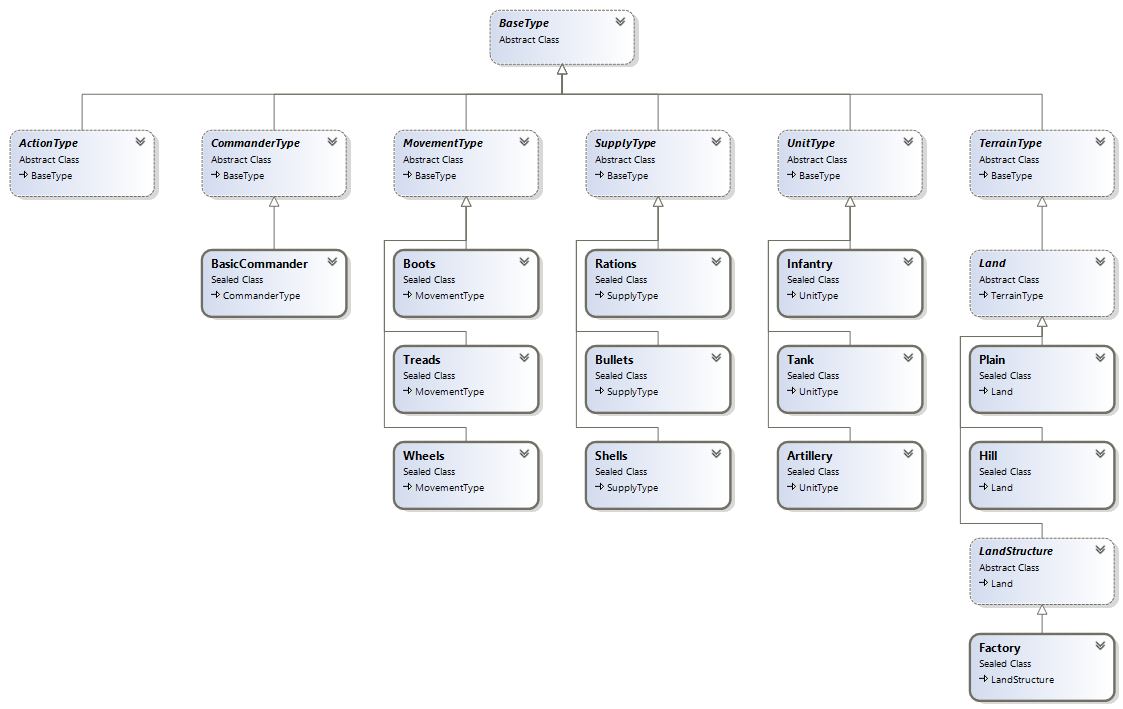 BaseType
Abstract Class
ActionType
Abstract Class
BaseType
CommanderType
Abstract Class
BaseType
MovementType
Abstract Class
BaseType
SupplyType
Abstract Class
BaseType
UnitType
Abstract Class
BaseType
TerrainType
Abstract Class
BaseType
BasicCommander
Sealed Class
CommanderType
Boots
Sealed Class
MovementType
Rations
Sealed Class
SupplyType
Infantry
Sealed Class
UnitType
Land
Abstract Class
TerrainType
Treads
Sealed Class
MovementType
Bullets
Sealed Class
SupplyType
Tank
Sealed Class
UnitType
Plain
Sealed Class
Land
Wheels
Sealed Class
MovementType
Shells
Sealed Class
SupplyType
Artillery
Sealed Class
UnitType
Hill
Sealed Class
Land
LandStructure
Abstract Class
Land
Factory
Sealed Class
LandStructure